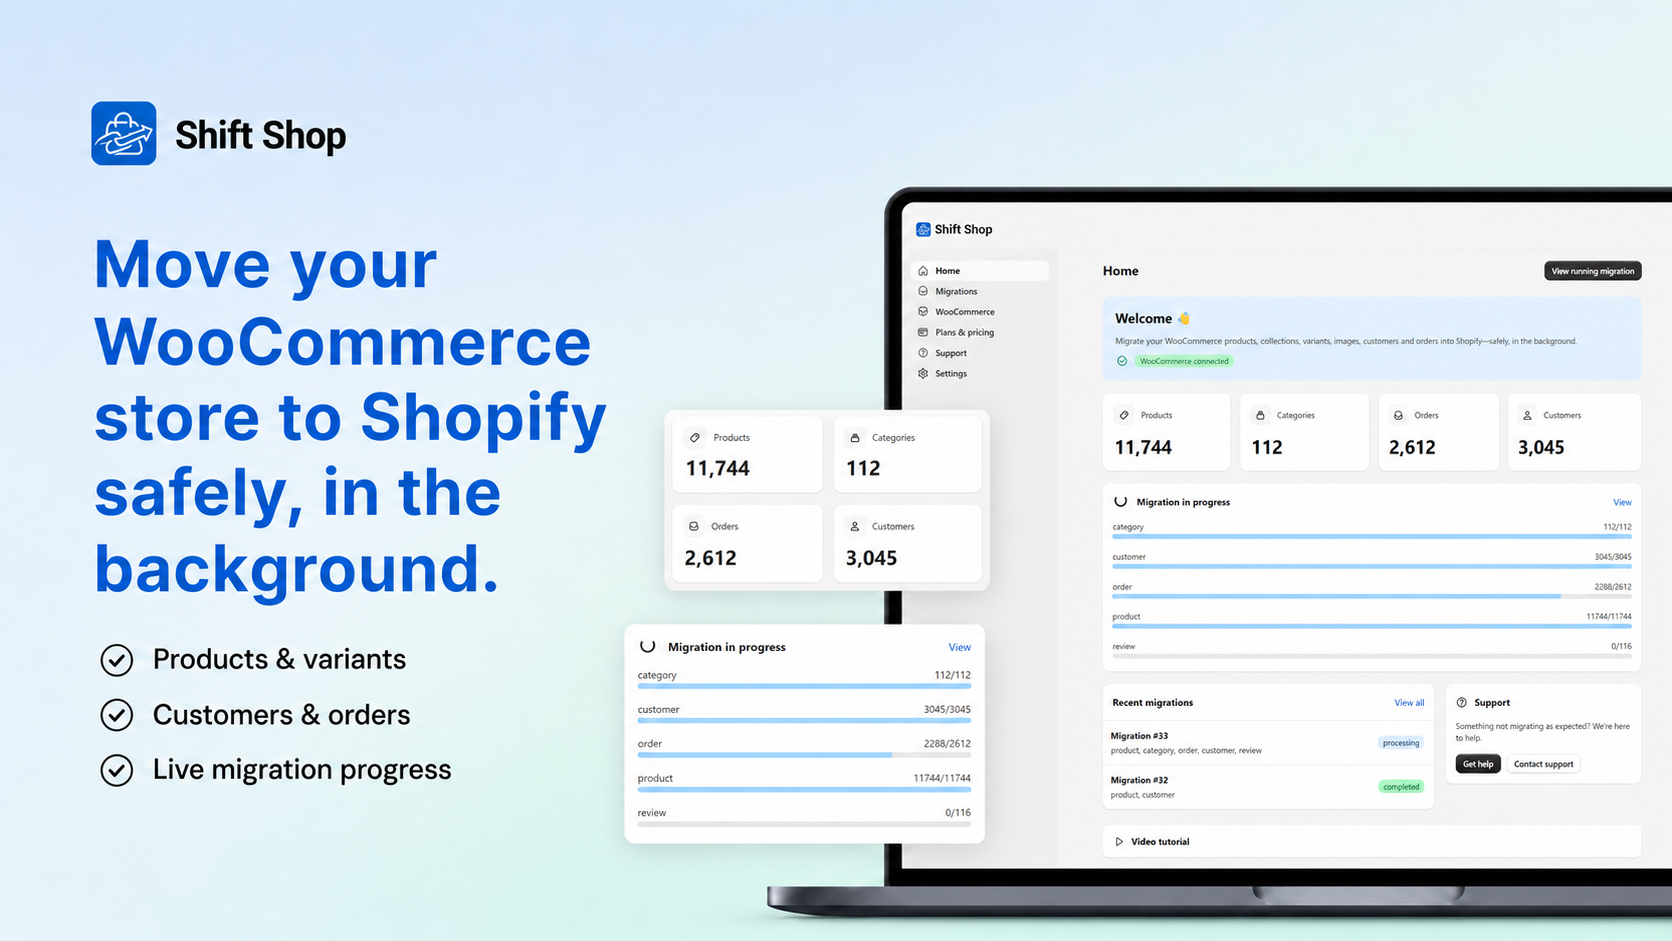 Shift Shop
Move your
WooCommerce
store to Shopify
safely, in the
background.
Products & variants
Customers & orders
Live migration progress
Products
11,744
Categories
112
Orders
2,612
Customers
3,045
Migration in progress
View
category 112/112
customer 3045/3045
order 2288/2612
product 11744/11744
review 0/116
Shift Shop
Home
Migrations
WooCommerce
Plans & pricing
Support
Settings
Home
View running migration
Welcome 👋
Migrate your WooCommerce products, collections, variants, images, customers and orders into Shopify—safely, in the background.
WooCommerce connected
Products
11,744
Categories
112
Orders
2,612
Customers
3,045
Migration in progress
View
category 112/112
customer 3045/3045
order 2288/2612
product 11744/11744
review 0/116
Recent migrations
View all
Migration #33
product, category, order, customer, review
processing
Migration #32
product, customer
completed
Support
Something not migrating as expected? We're here
to help.
Get help
Contact support
Video tutorial